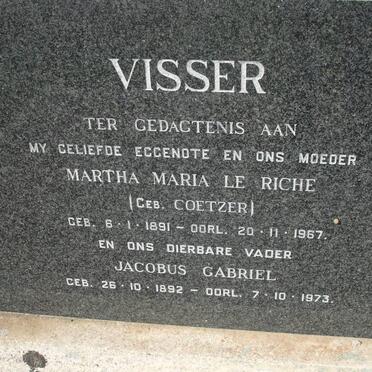 VISSER
TER GEDAGTENIS AAN
MY GELIEFDE EGGENOTE EN ONS MOEDER
MARTHA MARIA LE RICHE
(GEB. COETZER)
GEB. 6·1·1891 – OORL. 20·11·1967.
EN ONS DIERBARE VADER
JACOBUS GABRIEL
GEB. 26·10·1892 – OORL. 7·10·1973.